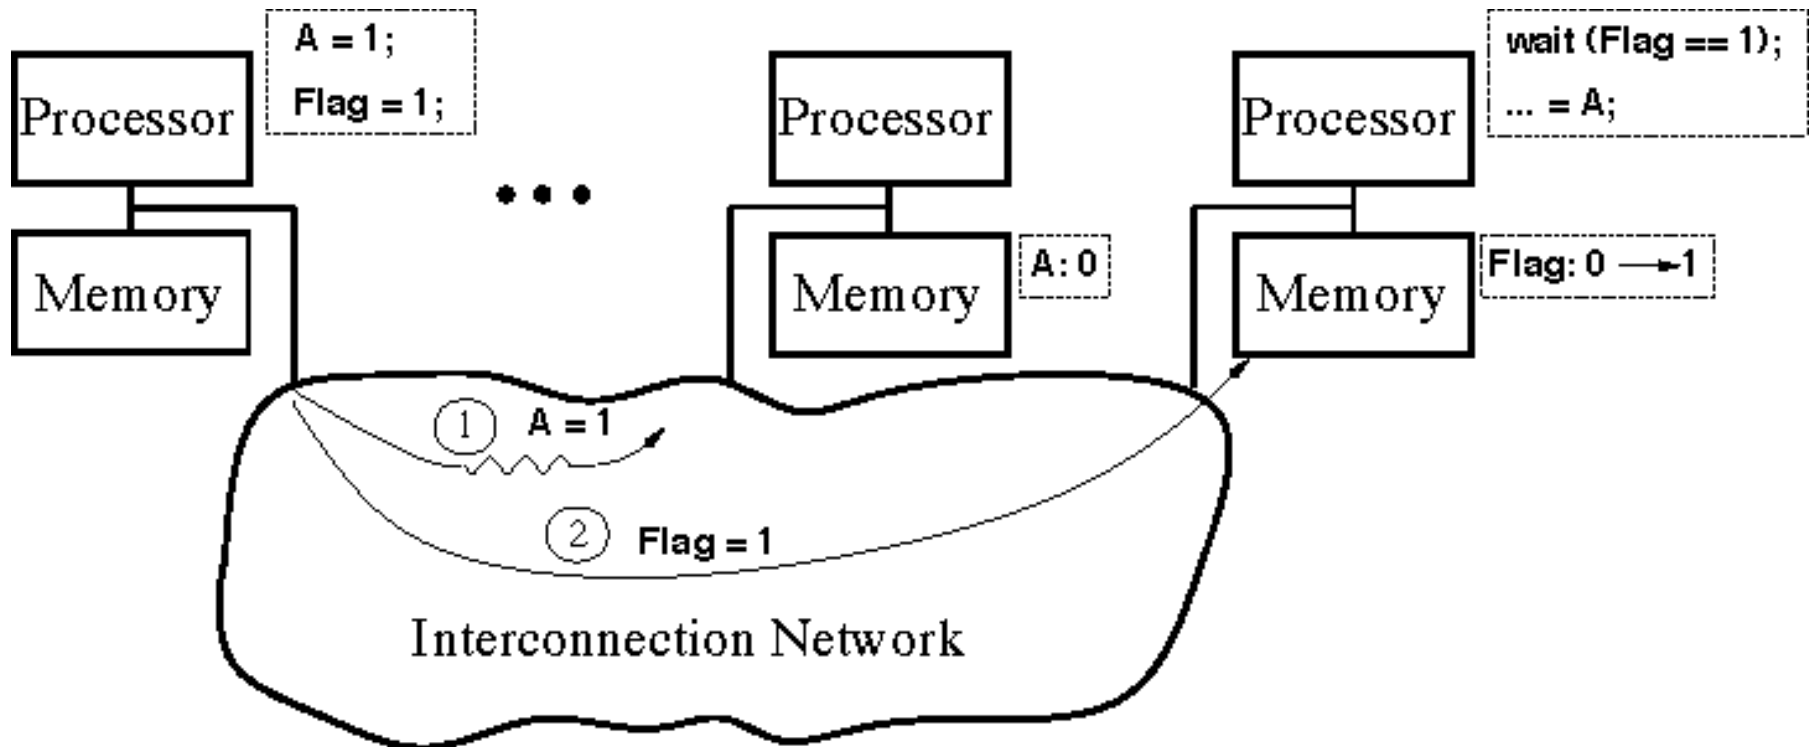 A = 1;
Flag = 1;
Processor
Memory
Processor
Memory
A: 0
wait (Flag == 1);
... = A;
Processor
Memory
Flag: 0 → 1
1 A = 1
2 Flag = 1
Interconnection Network